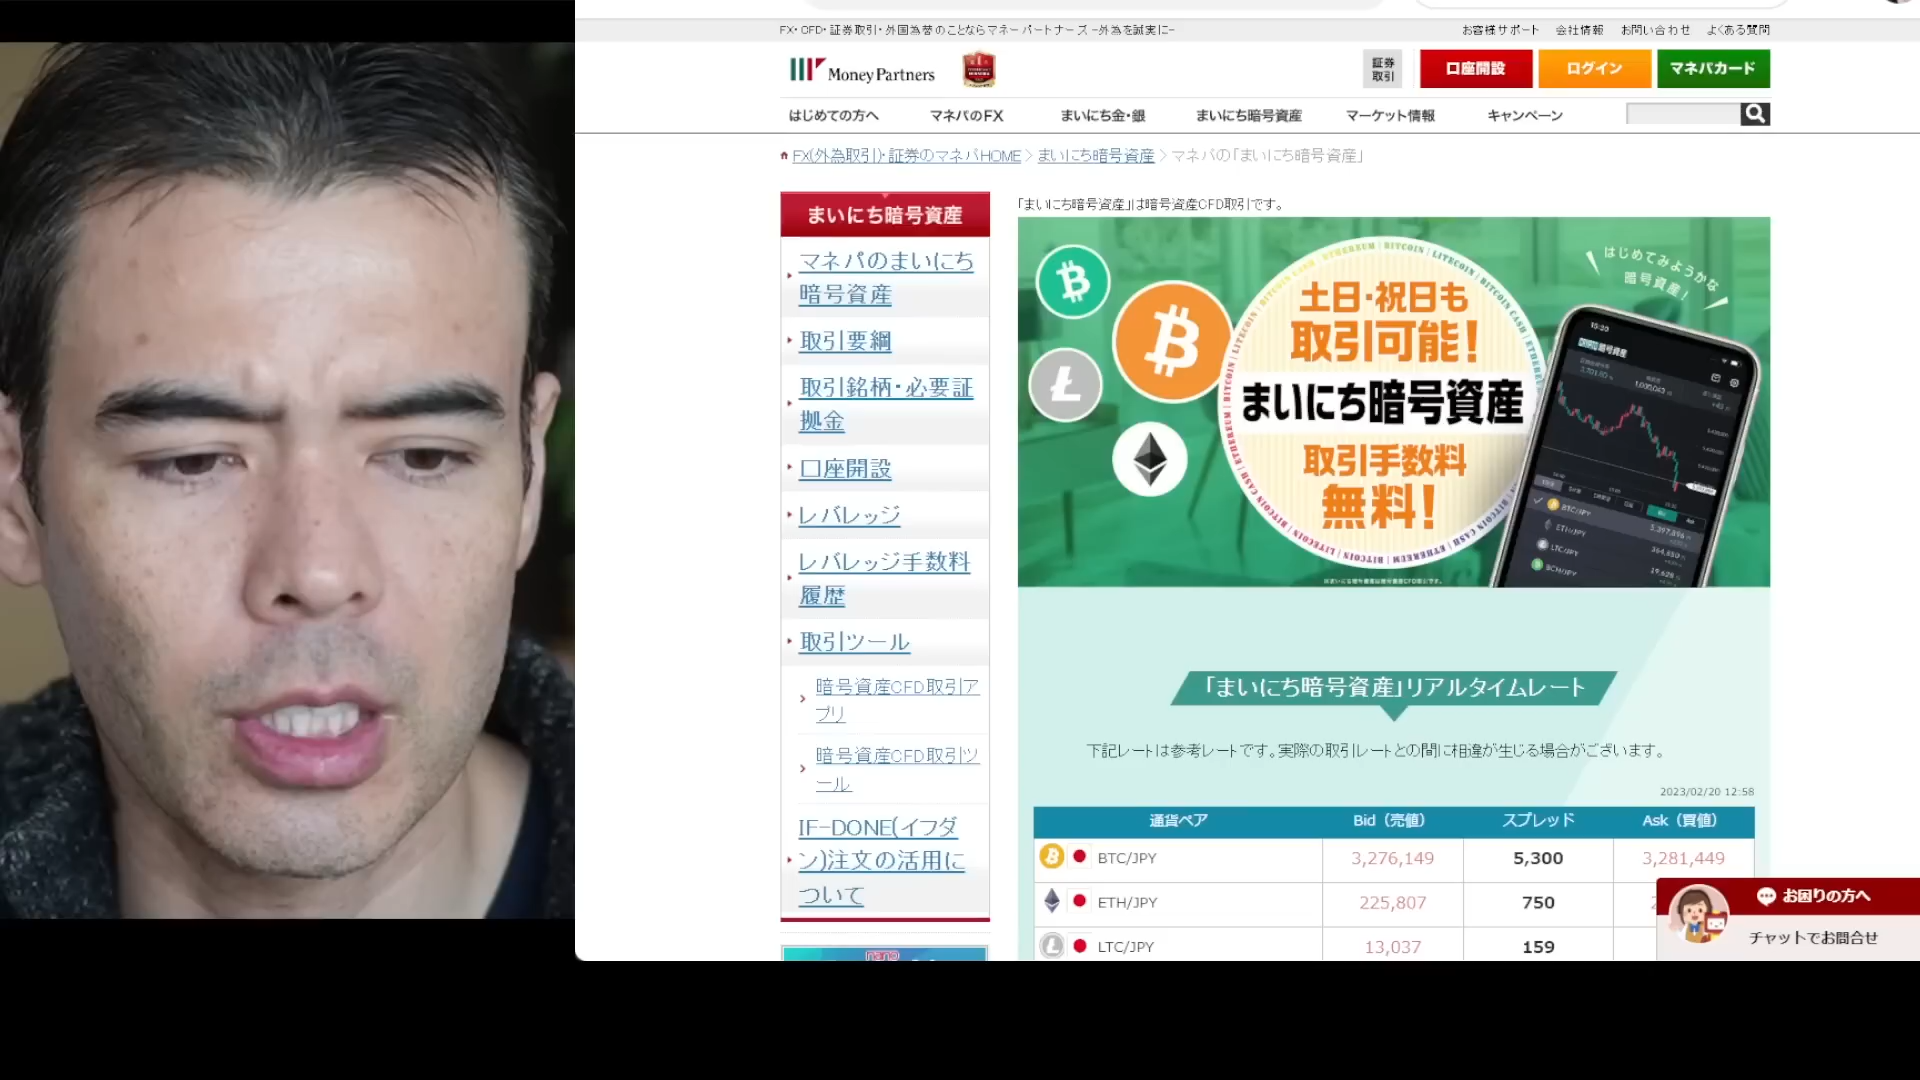 FX・CFD・証券取引・外国為替のことならマネーパートナーズ -外為を誠実に-
お客様サポート 会社情報 お問い合わせ よくある質問
Money Partners
証券
取引
口座開設
ログイン
マネパカード
はじめての方へ
マネパのFX
まいにち金・銀
まいにち暗号資産
マーケット情報
キャンペーン
FX(外為取引)・証券のマネパHOME > まいにち暗号資産 > マネパの「まいにち暗号資産」
まいにち暗号資産
マネパのまいにち
暗号資産
取引要綱
取引銘柄・必要証
拠金
口座開設
レバレッジ
レバレッジ手数料
履歴
取引ツール
暗号資産CFD取引ア
プリ
暗号資産CFD取引ツ
ール
IF-DONE(イフダ
ン)注文の活用に
ついて
nano
「まいにち暗号資産」は暗号資産CFD取引です。
はじめてみようかな
暗号資産！
土日・祝日も
取引可能！
まいにち暗号資産
取引手数料
無料！
BITCOIN | LITECOIN | BITCOIN CASH | ETHEREUM
15:30
BTC/JPY
ETH/JPY
LTC/JPY
BCH/JPY
「まいにち暗号資産」リアルタイムレート
下記レートは参考レートです。実際の取引レートとの間に相違が生じる場合がございます。
2023/02/20 12:58
通貨ペア Bid（売値） スプレッド Ask（買値）
BTC/JPY 3,276,149 5,300 3,281,449
ETH/JPY 225,807 750
LTC/JPY 13,037 159
お困りの方へ
チャットでお問合せ